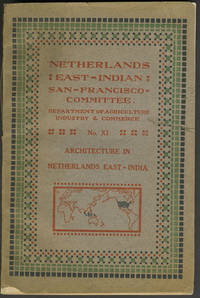 NETHERLANDS
EAST-INDIAN
SAN-FRANCISCO
COMMITTEE
DEPARTMENT OF AGRICULTURE
INDUSTRY & COMMERCE
No. XI
ARCHITECTURE IN
NETHERLANDS EAST-INDIA